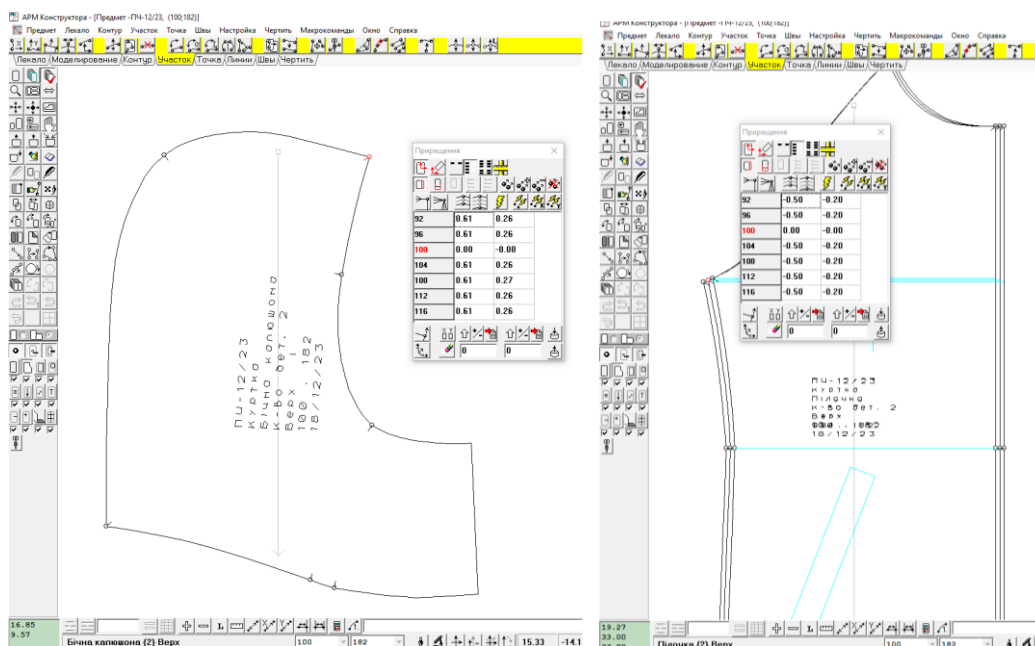 АРМ Конструктора - [Предмет -ПЧ-12/23, (100;182)]
Предмет Лекало Контур Участок Точка Швы Настройка Чертить Макрокоманды Окно Справка
Лекало Моделирование Контур Участок Точка Линии Швы Чертить
Приращения
92 0.61 0.26
96 0.61 0.26
100 0.00 -0.00
104 0.61 0.26
108 0.61 0.27
112 0.61 0.26
116 0.61 0.26
0 0
ПЧ-12/23
Куртка
Бічна капюшона
К-во дет. 2
Верх 1
100 . 182
18/12/23
16.85
9.57
L
Бічна капюшона {2} Верх
100
182
15.33 -14.1
АРМ Конструктора - [Предмет -ПЧ-12/23, (100;182)]
Предмет Лекало Контур Участок Точка Швы Настройка Чертить Макрокоманды Окно Справка
Лекало Моделирование Контур Участок Точка Линии Швы Чертить
Приращения
92 -0.50 -0.20
96 -0.50 -0.20
100 0.00 -0.00
104 -0.50 -0.20
108 -0.50 -0.20
112 -0.50 -0.20
116 -0.50 -0.20
0 0
ПЧ-12/23
Куртка
Пілочка
К-во дет. 2
Верх
18/12/23
19.27
33.00
L
Пілочка {2} Верх
100
182